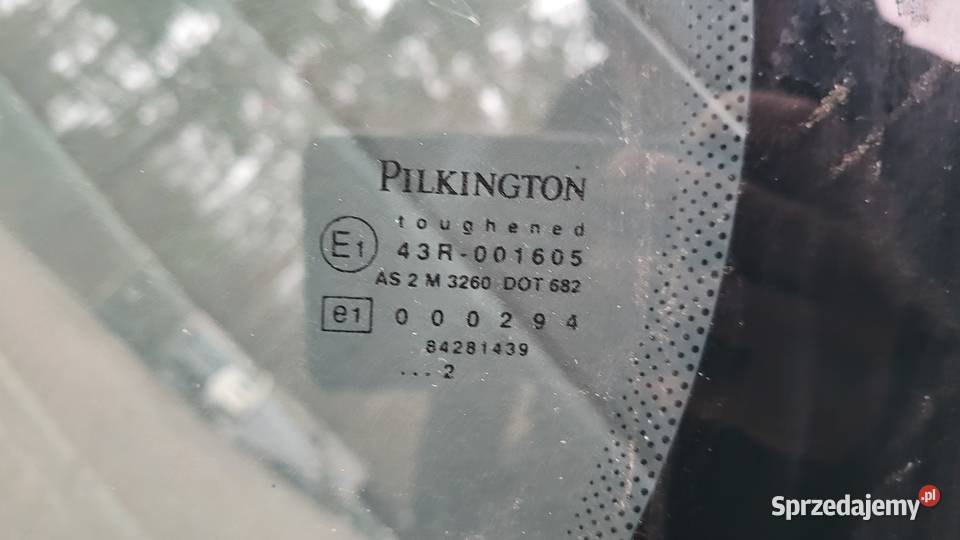 PILKINGTON
toughened
E1 43R-001605
AS 2 M 3260 DOT 682
e1 000294
84281439
...2
Sprzedajemy.pl